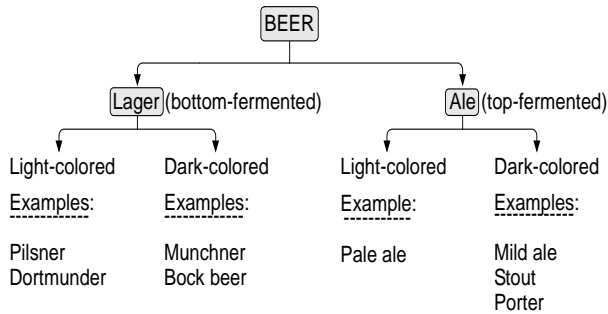 BEER
Lager (bottom-fermented)
Ale (top-fermented)
Light-colored
Examples:
Pilsner
Dortmunder
Dark-colored
Examples:
Munchner
Bock beer
Light-colored
Example:
Pale ale
Dark-colored
Examples:
Mild ale
Stout
Porter